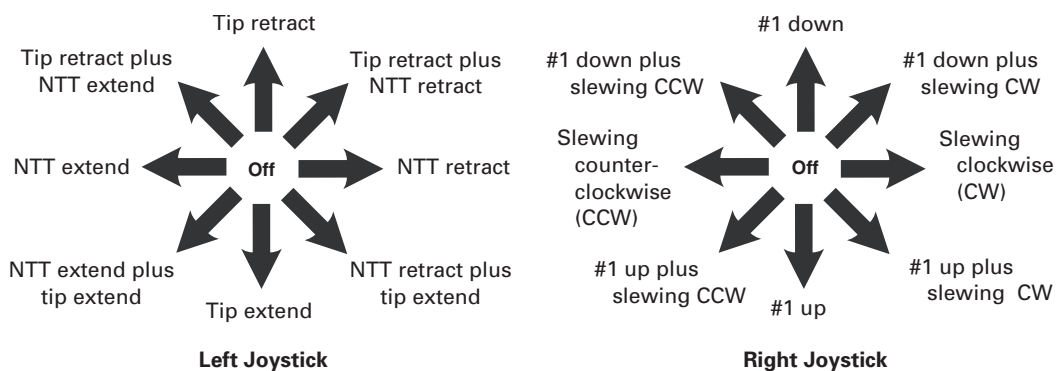 Tip retract
Tip retract plus
NTT extend
Tip retract plus
NTT retract
NTT extend
Off
NTT retract
NTT extend plus
tip extend
NTT retract plus
tip extend
Tip extend
Left Joystick
#1 down
#1 down plus
slewing CCW
#1 down plus
slewing CW
Slewing
counter-
clockwise
(CCW)
Off
Slewing
clockwise
(CW)
#1 up plus
slewing CCW
#1 up plus
slewing CW
#1 up
Right Joystick